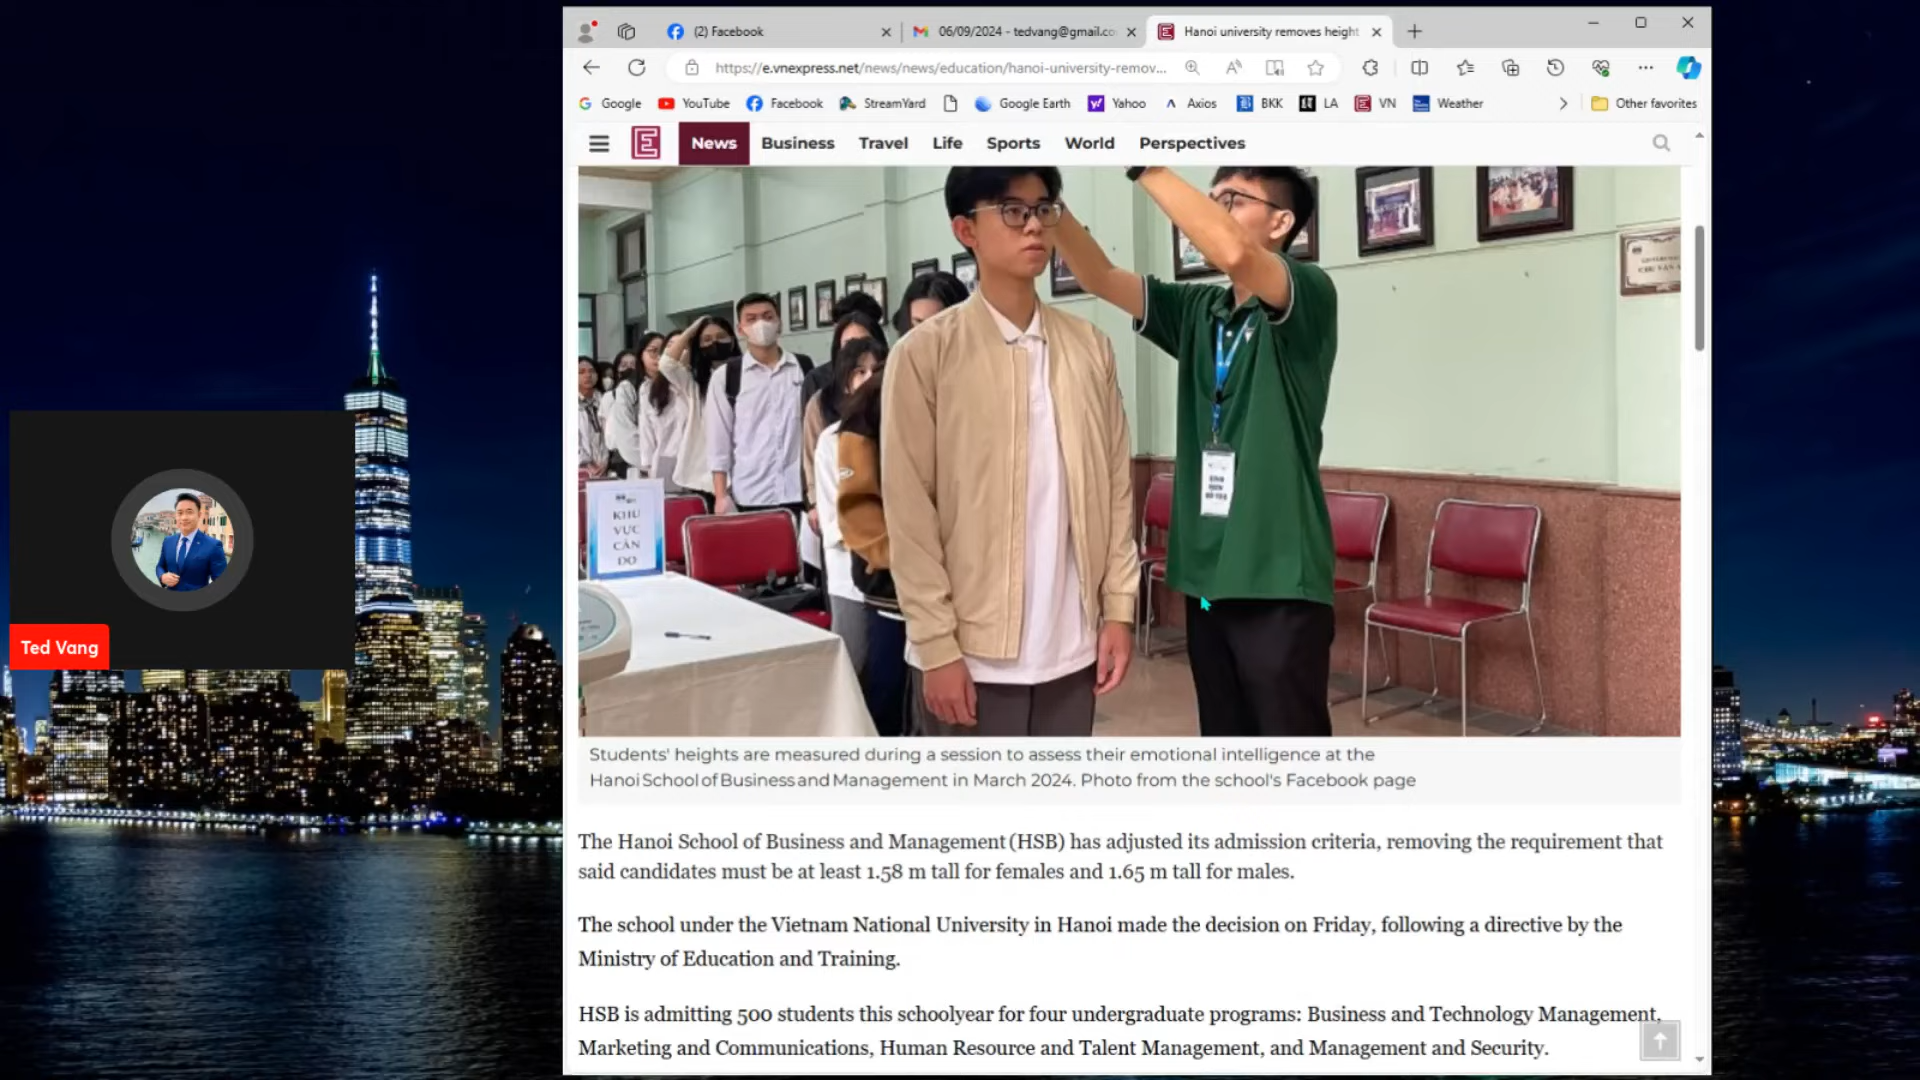 (2) Facebook
06/09/2024 - tedvang@gmail.co
Hanoi university removes height
https://e.vnexpress.net/news/news/education/hanoi-university-remov...
Google YouTube Facebook StreamYard Google Earth Yahoo Axios BKK LA VN Weather Other favorites
News Business Travel Life Sports World Perspectives
KHU
VỰC
CÂN
ĐO
Ted Vang
Students' heights are measured during a session to assess their emotional intelligence at the
Hanoi School of Business and Management in March 2024. Photo from the school's Facebook page
The Hanoi School of Business and Management (HSB) has adjusted its admission criteria, removing the requirement that
said candidates must be at least 1.58 m tall for females and 1.65 m tall for males.
The school under the Vietnam National University in Hanoi made the decision on Friday, following a directive by the
Ministry of Education and Training.
HSB is admitting 500 students this schoolyear for four undergraduate programs: Business and Technology Management,
Marketing and Communications, Human Resource and Talent Management, and Management and Security.